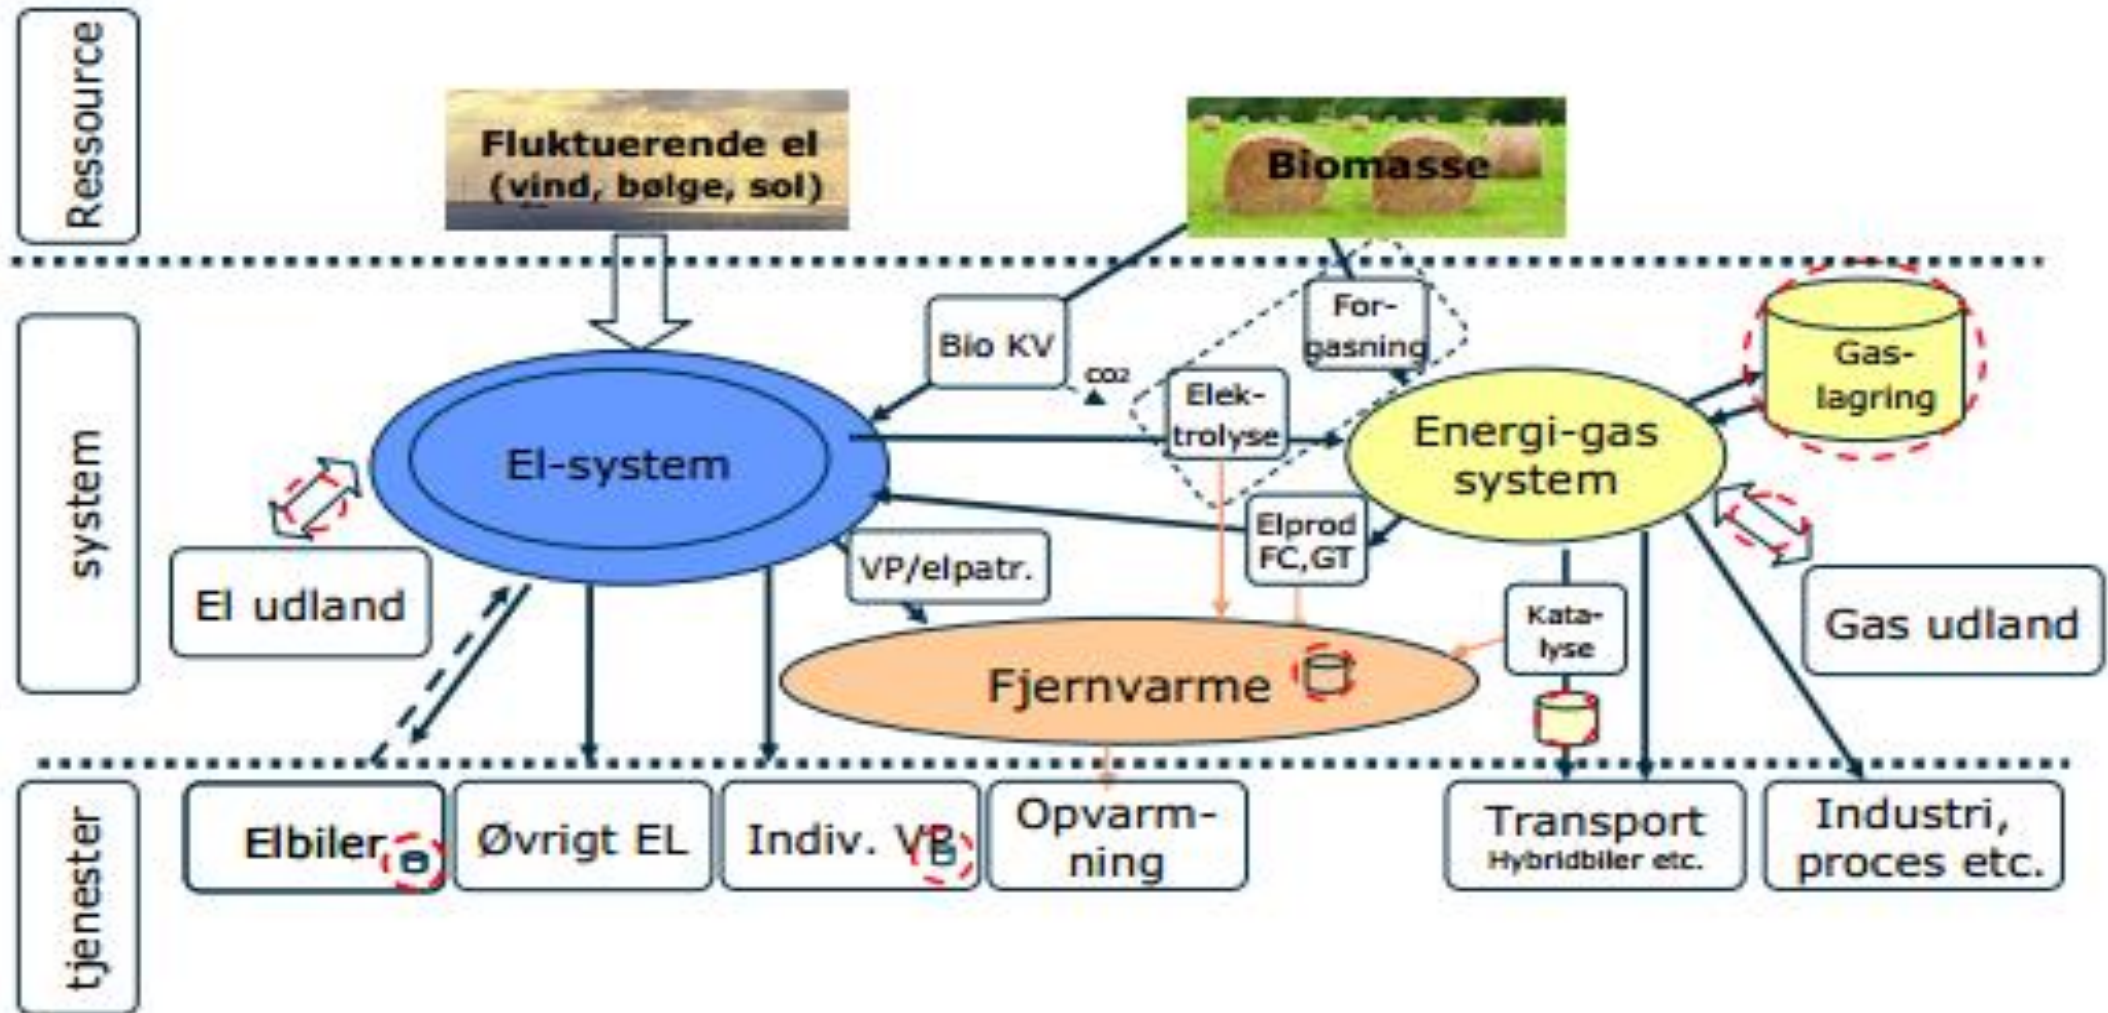 Ressource
Fluktuerende el
(vind, bølge, sol)
Biomasse
system
Bio KV
CO2
For-
gasning
Elek-
trolyse
Gas-
lagring
El-system
Energi-gas
system
El udland
VP/elpatr.
Elprod
FC,GT
Kata-
lyse
Gas udland
Fjernvarme
tjenester
Elbiler
Øvrigt EL
Indiv. VP
Opvarm-
ning
Transport
Hybridbiler etc.
Industri,
proces etc.